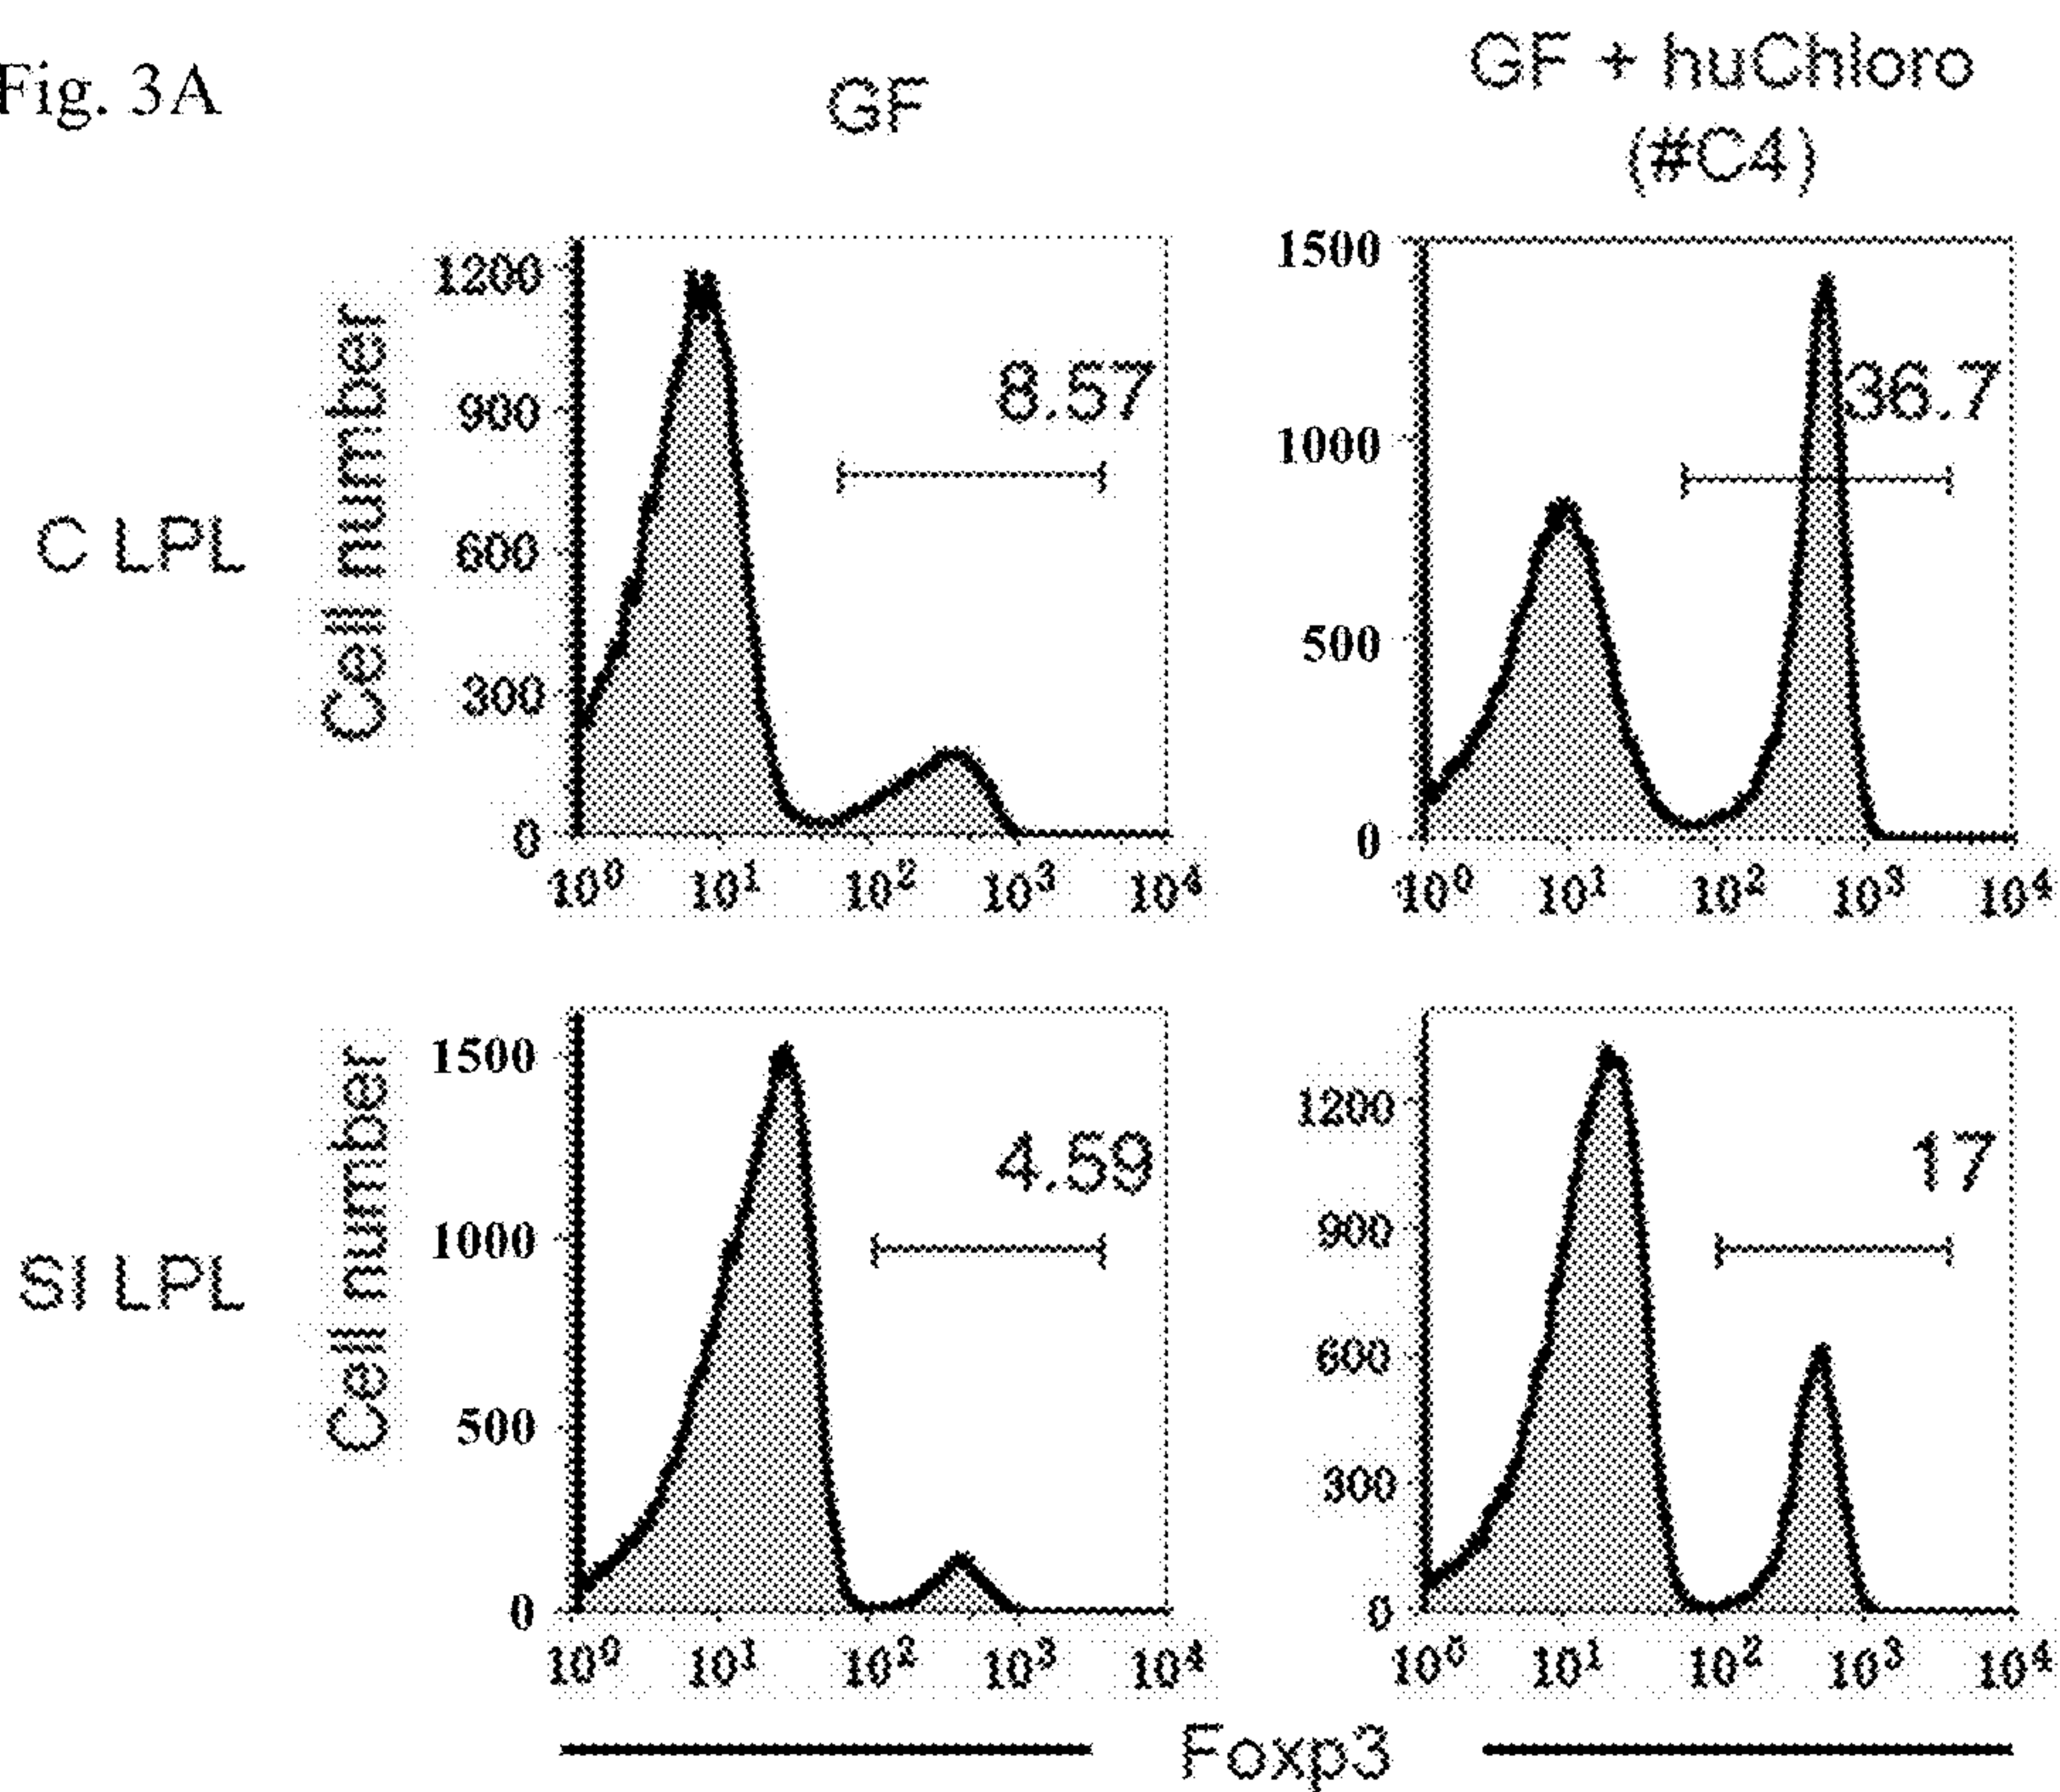 Fig. 3A
GF
GF + huChloro
(#C4)
C LPL
Cell number
1200
900
600
300
0
8.57
10⁰ 10¹ 10² 10³ 10⁴
1500
1000
500
0
36.7
10⁰ 10¹ 10² 10³ 10⁴
SI LPL
Cell number
1500
1000
500
0
4.59
10⁰ 10¹ 10² 10³ 10⁴
1200
900
600
300
0
17
10⁰ 10¹ 10² 10³ 10⁴
Foxp3